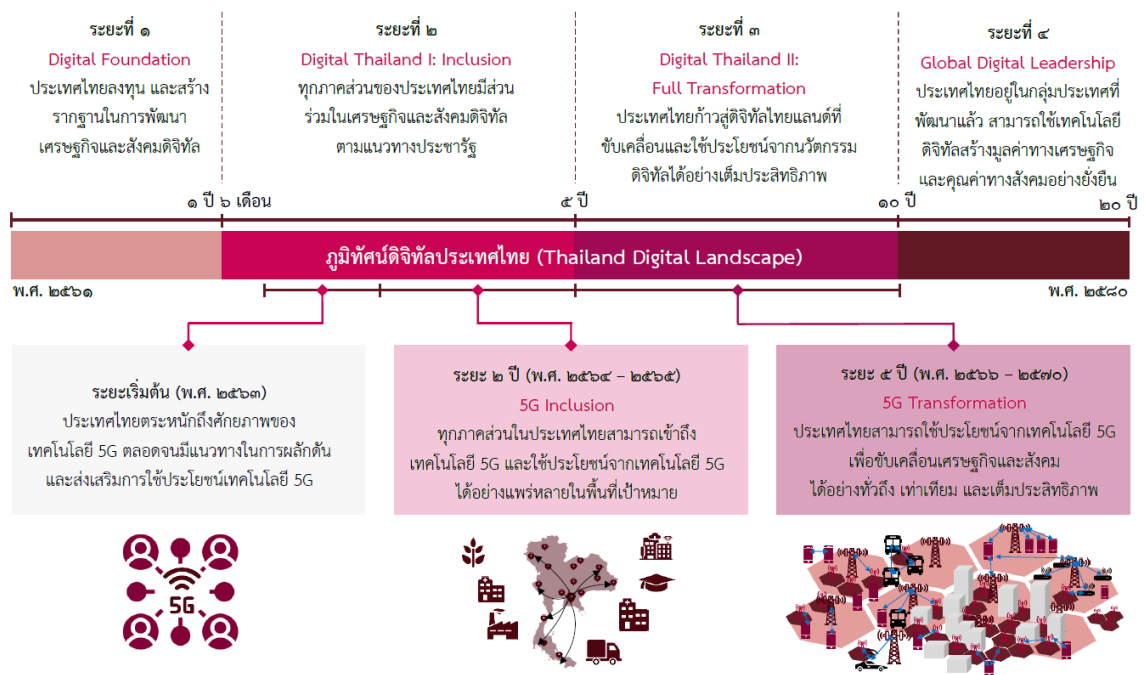 ระยะที่ ๑
Digital Foundation
ประเทศไทยลงทุน และสร้าง
รากฐานในการพัฒนา
เศรษฐกิจและสังคมดิจิทัล
ระยะที่ ๒
Digital Thailand I: Inclusion
ทุกภาคส่วนของประเทศไทยมีส่วน
ร่วมในเศรษฐกิจและสังคมดิจิทัล
ตามแนวทางประชารัฐ
ระยะที่ ๓
Digital Thailand II:
Full Transformation
ประเทศไทยก้าวสู่ดิจิทัลไทยแลนด์ที่
ขับเคลื่อนและใช้ประโยชน์จากนวัตกรรม
ดิจิทัลได้อย่างเต็มประสิทธิภาพ
ระยะที่ ๔
Global Digital Leadership
ประเทศไทยอยู่ในกลุ่มประเทศที่
พัฒนาแล้ว สามารถใช้เทคโนโลยี
ดิจิทัลสร้างมูลค่าทางเศรษฐกิจ
และคุณค่าทางสังคมอย่างยั่งยืน
๑ ปี ๖ เดือน
๕ ปี
๑๐ ปี
๒๐ ปี
ภูมิทัศน์ดิจิทัลประเทศไทย (Thailand Digital Landscape)
พ.ศ. ๒๕๖๑
พ.ศ. ๒๕๘๐
ระยะเริ่มต้น (พ.ศ. ๒๕๖๓)
ประเทศไทยตระหนักถึงศักยภาพของ
เทคโนโลยี 5G ตลอดจนมีแนวทางในการผลักดัน
และส่งเสริมการใช้ประโยชน์เทคโนโลยี 5G
ระยะ ๒ ปี (พ.ศ. ๒๕๖๔ – ๒๕๖๕)
5G Inclusion
ทุกภาคส่วนในประเทศไทยสามารถเข้าถึง
เทคโนโลยี 5G และใช้ประโยชน์จากเทคโนโลยี 5G
ได้อย่างแพร่หลายในพื้นที่เป้าหมาย
ระยะ ๕ ปี (พ.ศ. ๒๕๖๖ – ๒๕๗๐)
5G Transformation
ประเทศไทยสามารถใช้ประโยชน์จากเทคโนโลยี 5G
เพื่อขับเคลื่อนเศรษฐกิจและสังคม
ได้อย่างทั่วถึง เท่าเทียม และเต็มประสิทธิภาพ
5G